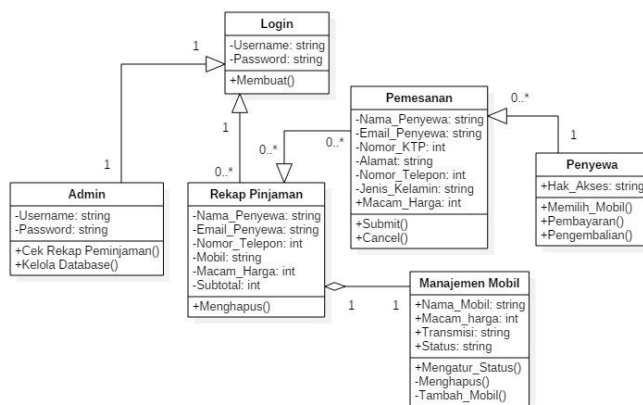 Login
-Username: string
-Password: string
+Membuat()
1
1
1
0..*
Admin
-Username: string
-Password: string
+Cek Rekap Peminjaman()
+Kelola Database()
Rekap Pinjaman
-Nama_Penyewa: string
-Email_Penyewa: string
-Nomor_Telepon: int
-Mobil: string
-Macam_Harga: int
-Subtotal: int
+Menghapus()
0..*
0..*
Pemesanan
-Nama_Penyewa: string
-Email_Penyewa: string
-Nomor_KTP: int
-Alamat: string
-Nomor_Telepon: int
-Jenis_Kelamin: string
+Macam_Harga: int
+Submit()
+Cancel()
0..*
1
Penyewa
+Hak_Akses: string
+Memilih_Mobil()
+Pembayaran()
+Pengembalian()
1
1
Manajemen Mobil
+Nama_Mobil: string
+Macam_harga: int
+Transmisi: string
+Status: string
+Mengatur_Status()
-Menghapus()
-Tambah_Mobil()